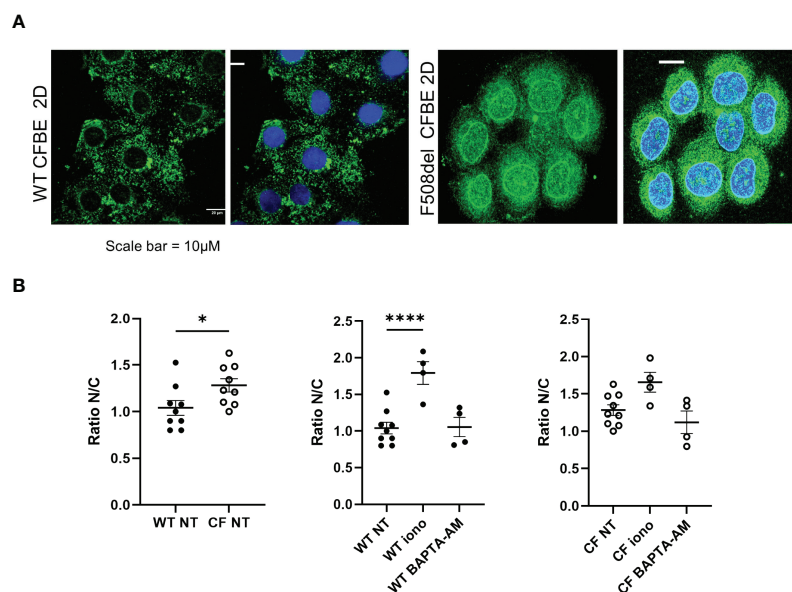 A
WT CFBE 2D
20 µm
F508del CFBE 2D
Scale bar = 10µM
B
*
Ratio N/C
2.0
1.5
1.0
0.5
0.0
WT NT
CF NT
****
Ratio N/C
2.5
2.0
1.5
1.0
0.5
0.0
WT NT
WT iono
WT BAPTA-AM
Ratio N/C
2.5
2.0
1.5
1.0
0.5
0.0
CF NT
CF iono
CF BAPTA-AM